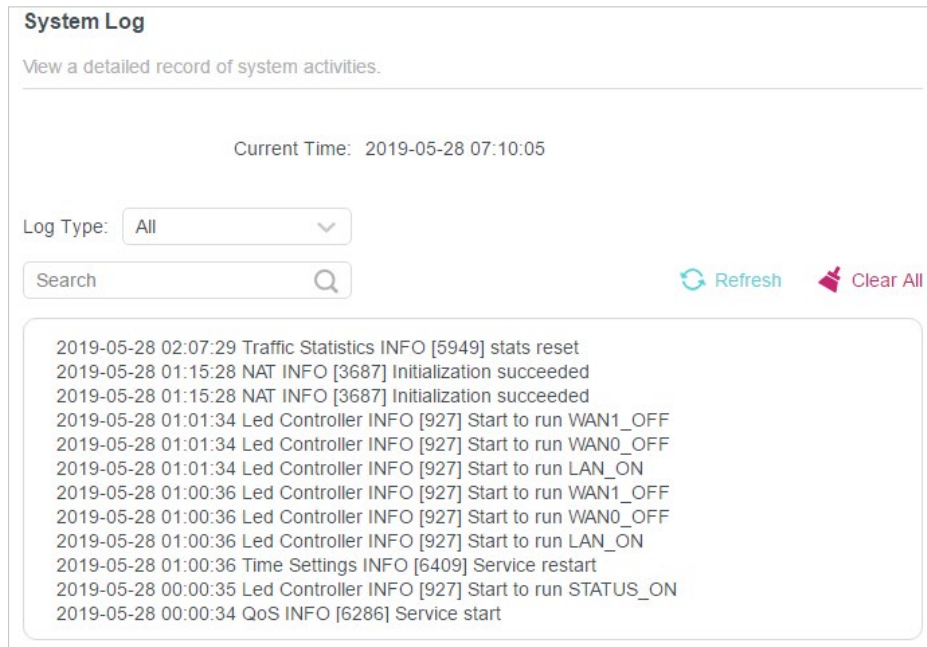 System Log
View a detailed record of system activities.
Current Time: 2019-05-28 07:10:05
Log Type: All
Search
Refresh Clear All
2019-05-28 02:07:29 Traffic Statistics INFO [5949] stats reset
2019-05-28 01:15:28 NAT INFO [3687] Initialization succeeded
2019-05-28 01:15:28 NAT INFO [3687] Initialization succeeded
2019-05-28 01:01:34 Led Controller INFO [927] Start to run WAN1_OFF
2019-05-28 01:01:34 Led Controller INFO [927] Start to run WAN0_OFF
2019-05-28 01:01:34 Led Controller INFO [927] Start to run LAN_ON
2019-05-28 01:00:36 Led Controller INFO [927] Start to run WAN1_OFF
2019-05-28 01:00:36 Led Controller INFO [927] Start to run WAN0_OFF
2019-05-28 01:00:36 Led Controller INFO [927] Start to run LAN_ON
2019-05-28 01:00:36 Time Settings INFO [6409] Service restart
2019-05-28 00:00:35 Led Controller INFO [927] Start to run STATUS_ON
2019-05-28 00:00:34 QoS INFO [6286] Service start